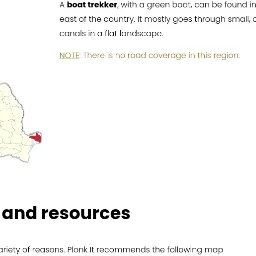 A boat trekker, with a green boat, can be found in
east of the country. It mostly goes through small,
canals in a flat landscape.
NOTE: There is no road coverage in this region.
and resources
ariety of reasons. Plonk It recommends the following map